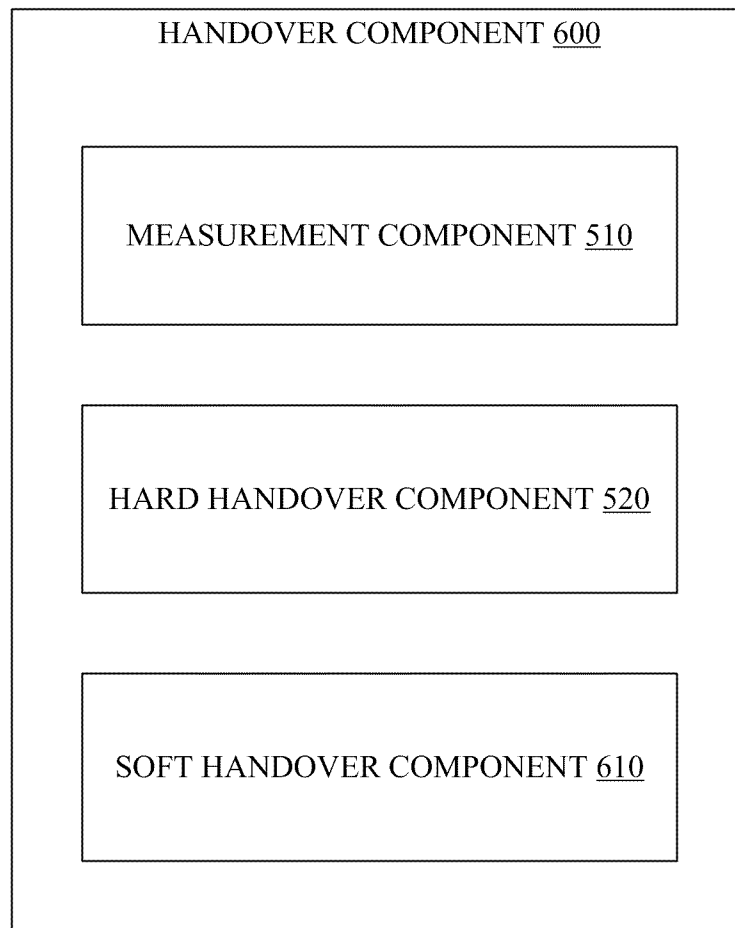 HANDOVER COMPONENT 600
MEASUREMENT COMPONENT 510
HARD HANDOVER COMPONENT 520
SOFT HANDOVER COMPONENT 610